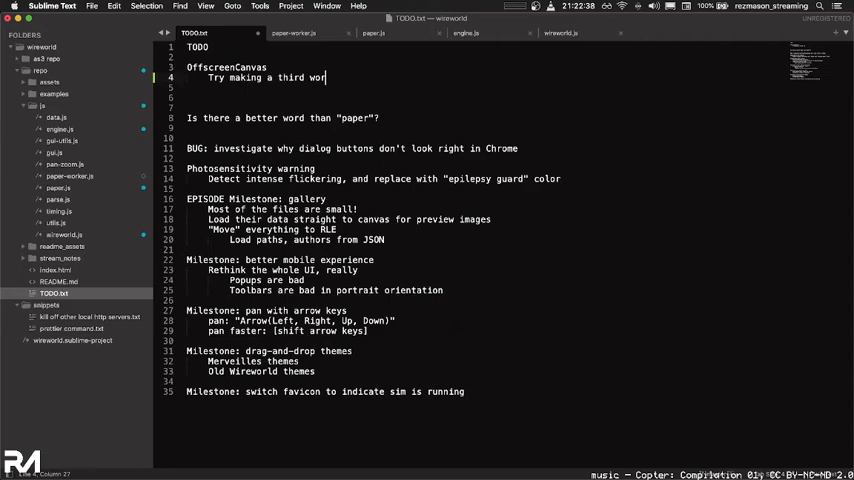 Sublime Text File Edit Selection Find View Goto Tools Project Window Help 100% 21:22:38 rezmason_streaming
TODO.txt — wireworld UNREGISTERED
FOLDERS
wireworld
as3 repo
repo
assets
examples
js
data.js
engine.js
gui-utils.js
gui.js
pan-zoom.js
paper-worker.js
paper.js
parse.js
timing.js
utils.js
wireworld.js
readme_assets
stream_notes
index.html
README.md
TODO.txt
snippets
kill off other local http servers.txt
prettier command.txt
wireworld.sublime-project
TODO.txt paper-worker.js paper.js engine.js wireworld.js
1 TODO
2
3 OffscreenCanvas
4 Try making a third wor
5
6
7
8 Is there a better word than "paper"?
9
10
11 BUG: investigate why dialog buttons don't look right in Chrome
12
13 Photosensitivity warning
14 Detect intense flickering, and replace with "epilepsy guard" color
15
16 EPISODE Milestone: gallery
17 Most of the files are small!
18 Load their data straight to canvas for preview images
19 "Move" everything to RLE
20 Load paths, authors from JSON
21
22 Milestone: better mobile experience
23 Rethink the whole UI, really
24 Popups are bad
25 Toolbars are bad in portrait orientation
26
27 Milestone: pan with arrow keys
28 pan: "Arrow(Left, Right, Up, Down)"
29 pan faster: [shift arrow keys]
30
31 Milestone: drag-and-drop themes
32 Merveilles themes
33 Old Wireworld themes
34
35 Milestone: switch favicon to indicate sim is running
RM
Line 4, Column 27
music — Copter: Compilation 01, CC BY-NC-ND 2.0